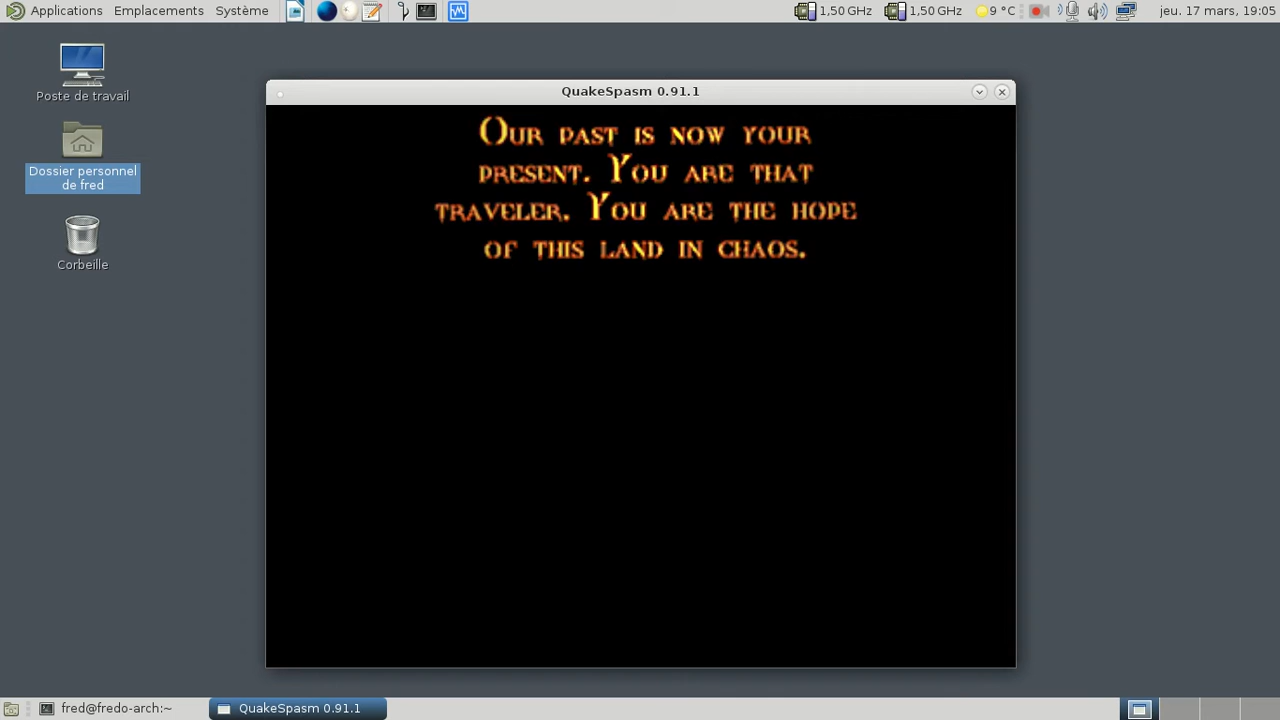 Applications Emplacements Système 1,50 GHz 1,50 GHz 9 °C jeu. 17 mars, 19:05
Poste de travail
Dossier personnel
de fred
Corbeille
QuakeSpasm 0.91.1
Our past is now your
present. You are that
traveler. You are the hope
of this land in chaos.
fred@fredo-arch:~ QuakeSpasm 0.91.1